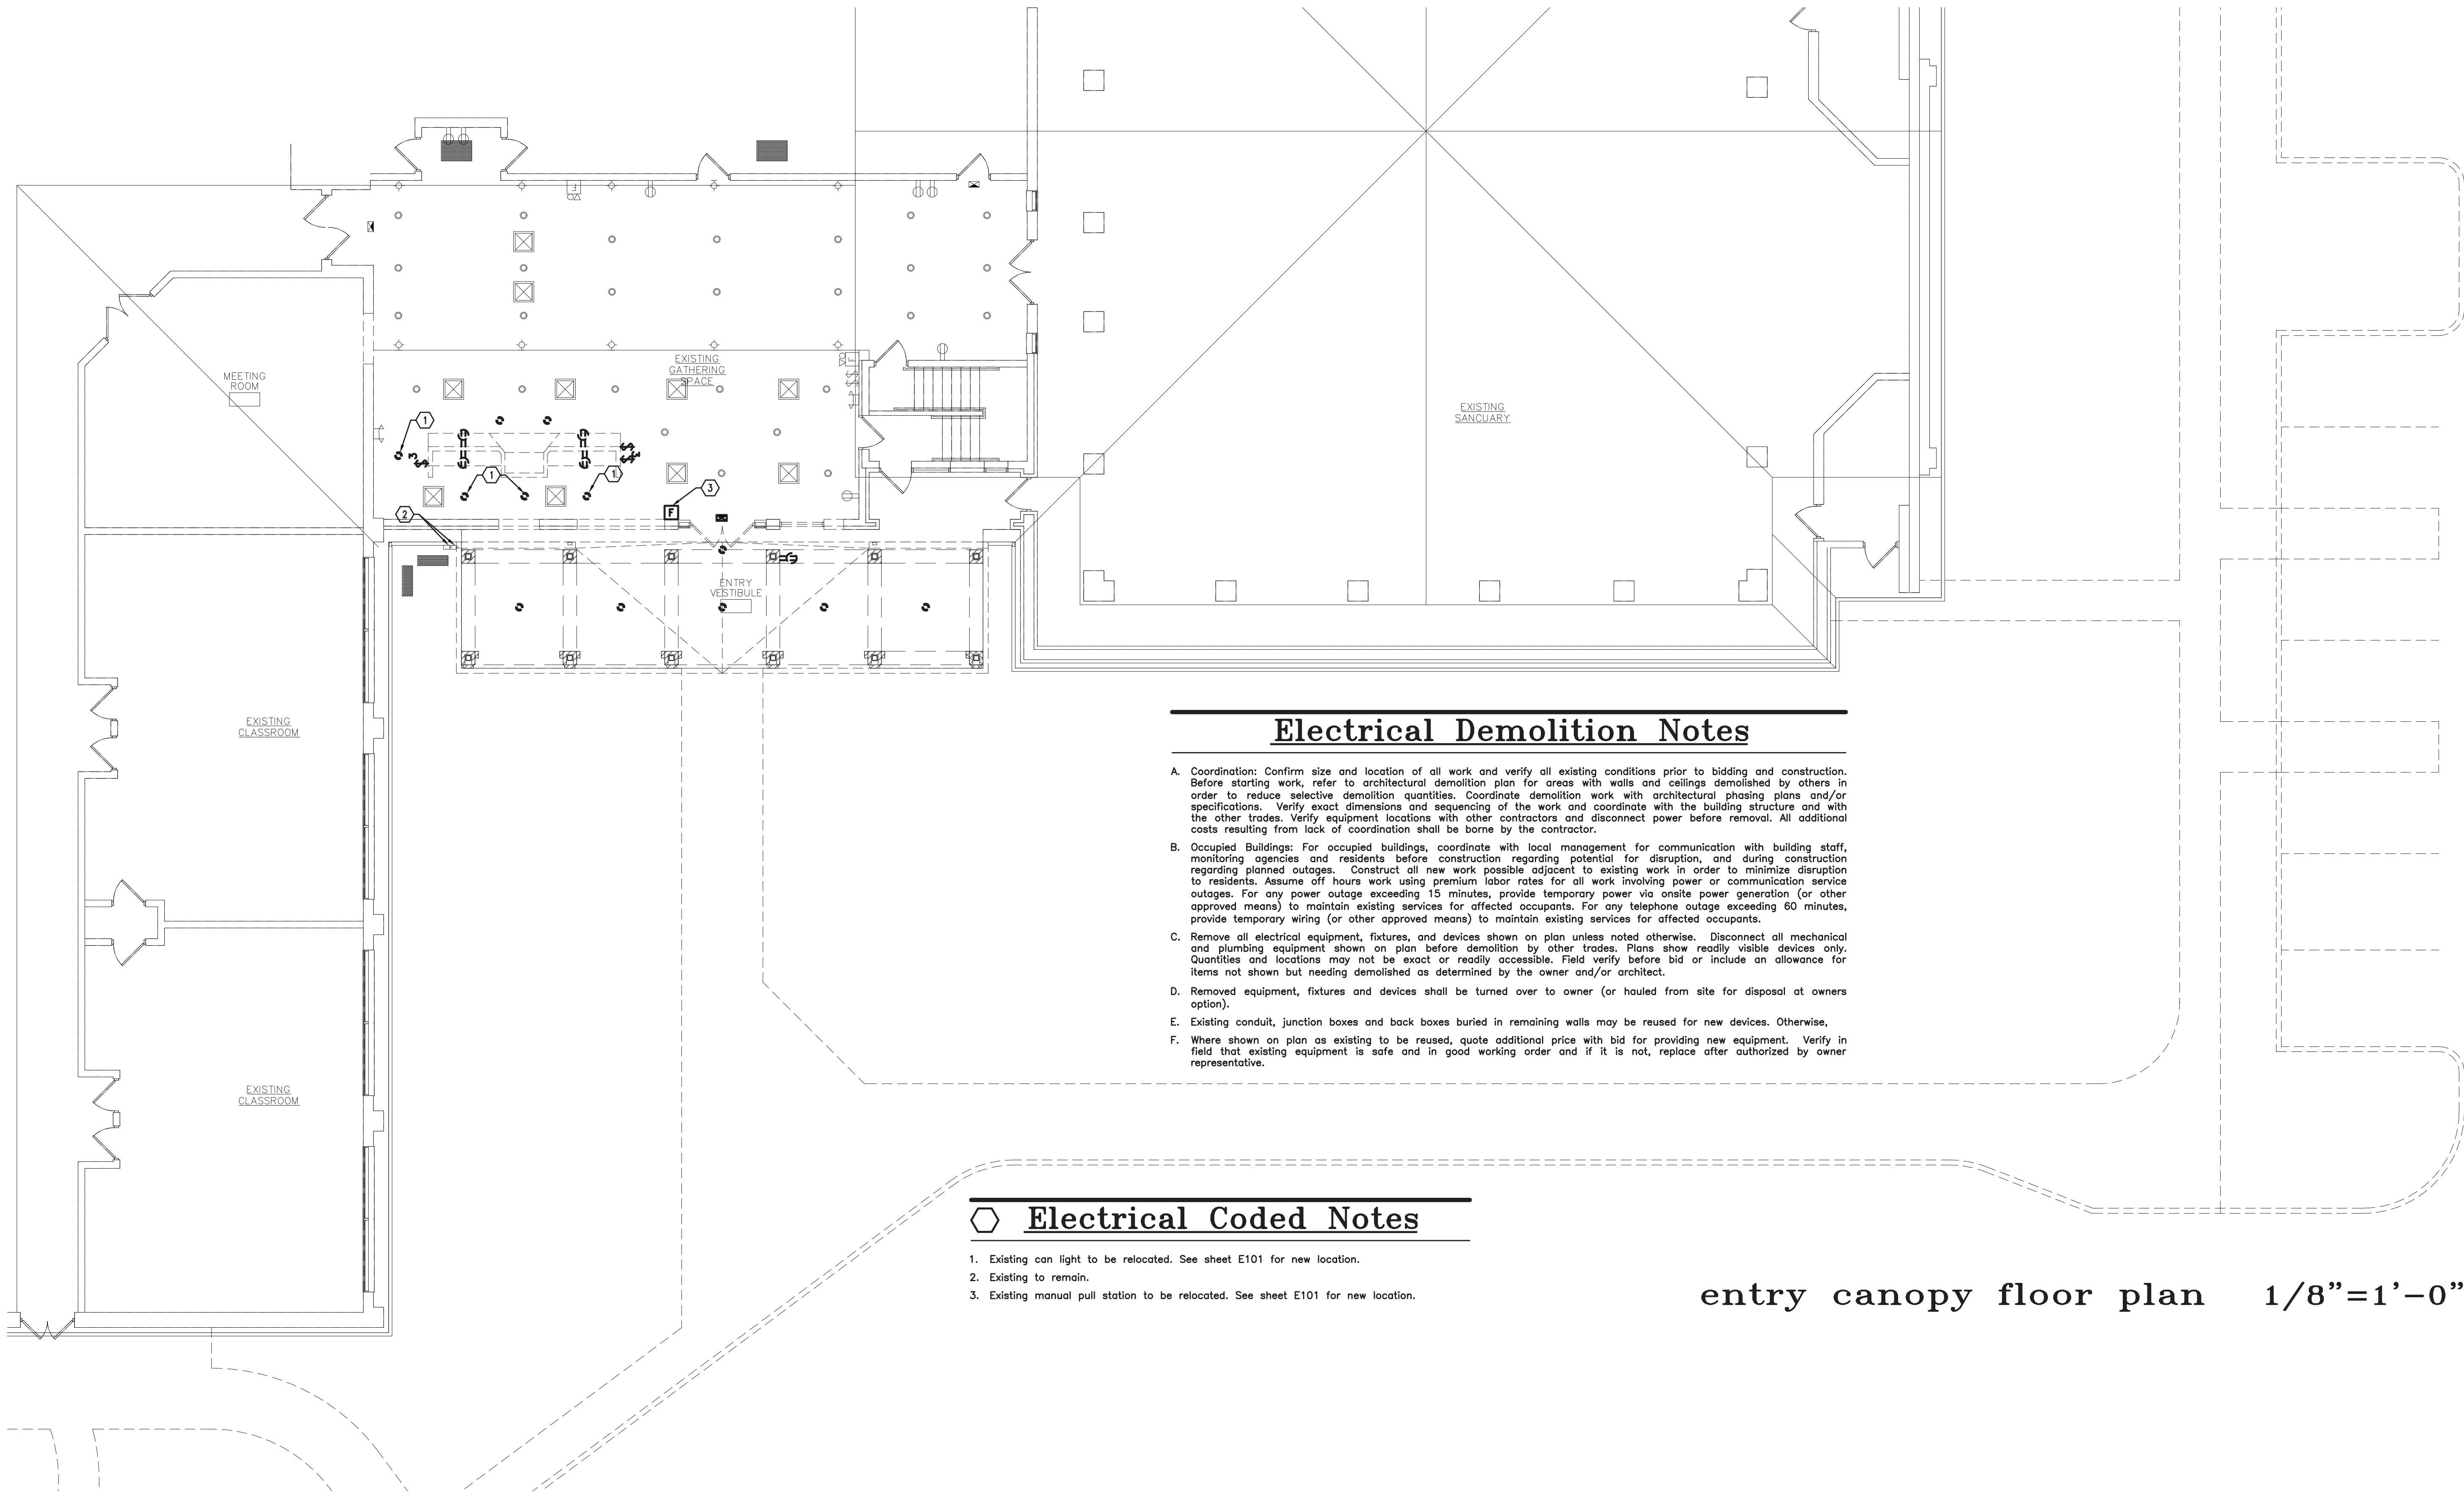 EXISTING
GATHERING
SPACE
MEETING
ROOM
EXISTING
SANCUARY
1
3
$
$
$
$
1
1
3
F
2
F
F
ENTRY
VESTIBULE
EXISTING
CLASSROOM
EXISTING
CLASSROOM
Electrical Demolition Notes
A. Coordination: Confirm size and location of all work and verify all existing conditions prior to bidding and construction.
Before starting work, refer to architectural demolition plan for areas with walls and ceilings demolished by others in
order to reduce selective demolition quantities. Coordinate demolition work with architectural phasing plans and/or
specifications. Verify exact dimensions and sequencing of the work and coordinate with the building structure and with
the other trades. Verify equipment locations with other contractors and disconnect power before removal. All additional
costs resulting from lack of coordination shall be borne by the contractor.
B. Occupied Buildings: For occupied buildings, coordinate with local management for communication with building staff,
monitoring agencies and residents before construction regarding potential for disruption, and during construction
regarding planned outages. Construct all new work possible adjacent to existing work in order to minimize disruption
to residents. Assume off hours work using premium labor rates for all work involving power or communication service
outages. For any power outage exceeding 15 minutes, provide temporary power via onsite power generation (or other
approved means) to maintain existing services for affected occupants. For any telephone outage exceeding 60 minutes,
provide temporary wiring (or other approved means) to maintain existing services for affected occupants.
C. Remove all electrical equipment, fixtures, and devices shown on plan unless noted otherwise. Disconnect all mechanical
and plumbing equipment shown on plan before demolition by other trades. Plans show readily visible devices only.
Quantities and locations may not be exact or readily accessible. Field verify before bid or include an allowance for
items not shown but needing demolished as determined by the owner and/or architect.
D. Removed equipment, fixtures and devices shall be turned over to owner (or hauled from site for disposal at owners
option).
E. Existing conduit, junction boxes and back boxes buried in remaining walls may be reused for new devices. Otherwise,
F. Where shown on plan as existing to be reused, quote additional price with bid for providing new equipment. Verify in
field that existing equipment is safe and in good working order and if it is not, replace after authorized by owner
representative.
Electrical Coded Notes
1. Existing can light to be relocated. See sheet E101 for new location.
2. Existing to remain.
3. Existing manual pull station to be relocated. See sheet E101 for new location.
entry canopy floor plan 1/8"=1'-0"